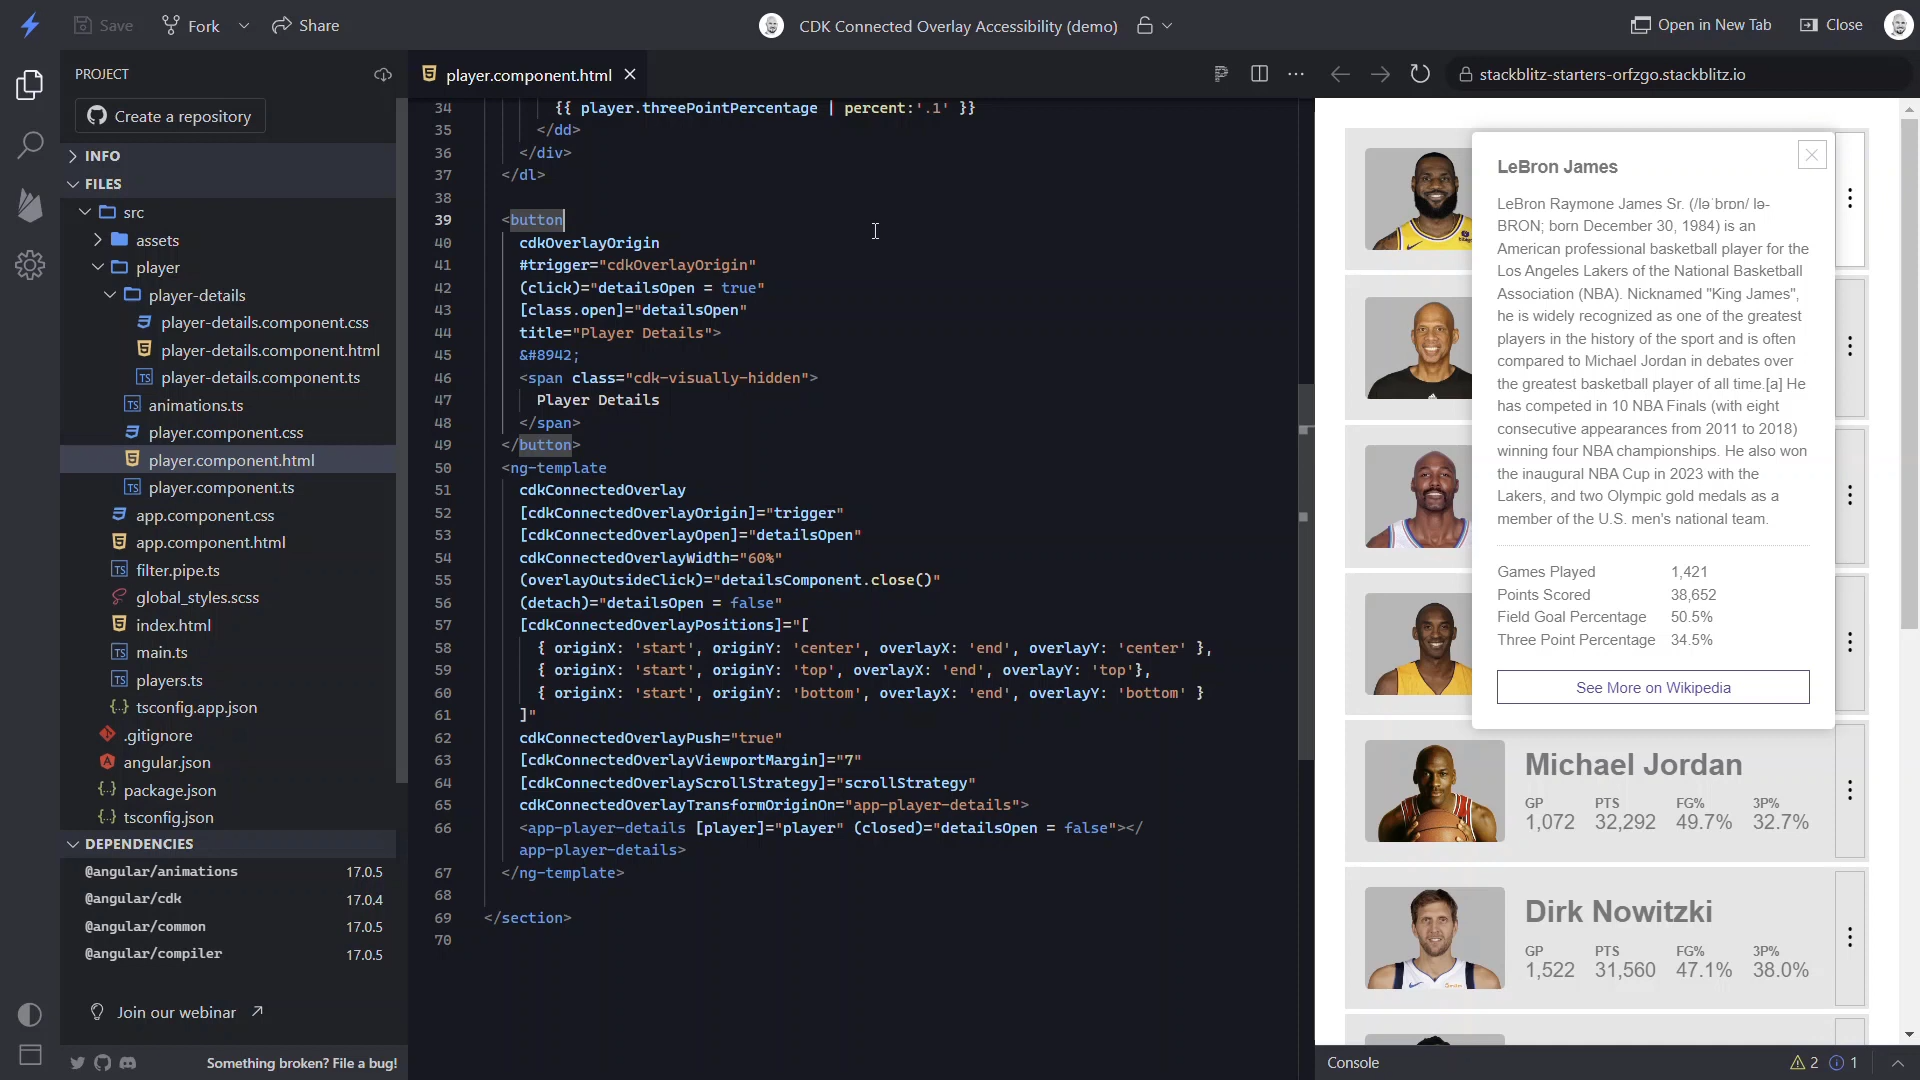 Save
Fork
Share
CDK Connected Overlay Accessibility (demo)
Open in New Tab
Close
PROJECT
player.component.html
stackblitz-starters-orfzgo.stackblitz.io
Create a repository
INFO
FILES
src
assets
player
player-details
player-details.component.css
player-details.component.html
player-details.component.ts
animations.ts
player.component.css
player.component.html
player.component.ts
app.component.css
app.component.html
filter.pipe.ts
global_styles.scss
index.html
main.ts
players.ts
tsconfig.app.json
.gitignore
angular.json
package.json
tsconfig.json
DEPENDENCIES
@angular/animations 17.0.5
@angular/cdk 17.0.4
@angular/common 17.0.5
@angular/compiler 17.0.5
Join our webinar
Something broken? File a bug!
34 {{ player.threePointPercentage | percent:'.1' }}
35 </dd>
36 </div>
37 </dl>
38
39 <button
40 cdkOverlayOrigin
41 #trigger="cdkOverlayOrigin"
42 (click)="detailsOpen = true"
43 [class.open]="detailsOpen"
44 title="Player Details">
45 &#8942;
46 <span class="cdk-visually-hidden">
47 Player Details
48 </span>
49 </button>
50 <ng-template
51 cdkConnectedOverlay
52 [cdkConnectedOverlayOrigin]="trigger"
53 [cdkConnectedOverlayOpen]="detailsOpen"
54 cdkConnectedOverlayWidth="60%"
55 (overlayOutsideClick)="detailsComponent.close()"
56 (detach)="detailsOpen = false"
57 [cdkConnectedOverlayPositions]="[
58 { originX: 'start', originY: 'center', overlayX: 'end', overlayY: 'center' },
59 { originX: 'start', originY: 'top', overlayX: 'end', overlayY: 'top'},
60 { originX: 'start', originY: 'bottom', overlayX: 'end', overlayY: 'bottom' }
61 ]"
62 cdkConnectedOverlayPush="true"
63 [cdkConnectedOverlayViewportMargin]="7"
64 [cdkConnectedOverlayScrollStrategy]="scrollStrategy"
65 cdkConnectedOverlayTransformOriginOn="app-player-details">
66 <app-player-details [player]="player" (closed)="detailsOpen = false"></
app-player-details>
67 </ng-template>
68
69 </section>
70
LeBron James
LeBron Raymone James Sr. (/ləˈbrɒn/ lə-
BRON; born December 30, 1984) is an
American professional basketball player for the
Los Angeles Lakers of the National Basketball
Association (NBA). Nicknamed "King James",
he is widely recognized as one of the greatest
players in the history of the sport and is often
compared to Michael Jordan in debates over
the greatest basketball player of all time.[a] He
has competed in 10 NBA Finals (with eight
consecutive appearances from 2011 to 2018)
winning four NBA championships. He also won
the inaugural NBA Cup in 2023 with the
Lakers, and two Olympic gold medals as a
member of the U.S. men's national team.
Games Played 1,421
Points Scored 38,652
Field Goal Percentage 50.5%
Three Point Percentage 34.5%
See More on Wikipedia
Michael Jordan
GP PTS FG% 3P%
1,072 32,292 49.7% 32.7%
Dirk Nowitzki
GP PTS FG% 3P%
1,522 31,560 47.1% 38.0%
Console
2
1